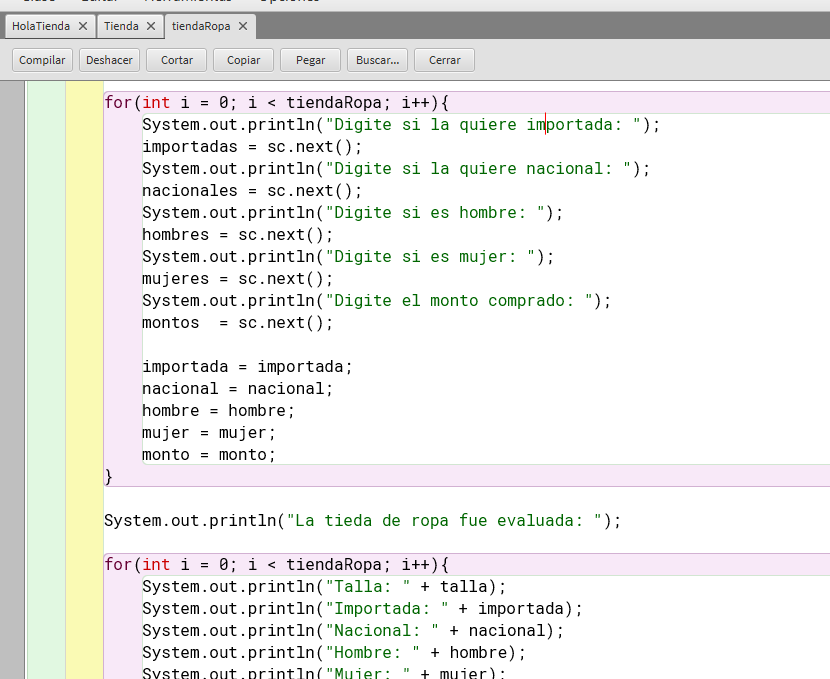 Clase Editar Herramientas Opciones
HolaTienda × Tienda × tiendaRopa ×
Compilar Deshacer Cortar Copiar Pegar Buscar... Cerrar
for(int i = 0; i < tiendaRopa; i++){
System.out.println("Digite si la quiere importada: ");
importadas = sc.next();
System.out.println("Digite si la quiere nacional: ");
nacionales = sc.next();
System.out.println("Digite si es hombre: ");
hombres = sc.next();
System.out.println("Digite si es mujer: ");
mujeres = sc.next();
System.out.println("Digite el monto comprado: ");
montos  = sc.next();
importada = importada;
nacional = nacional;
hombre = hombre;
mujer = mujer;
monto = monto;
}
System.out.println("La tieda de ropa fue evaluada: ");
for(int i = 0; i < tiendaRopa; i++){
System.out.println("Talla: " + talla);
System.out.println("Importada: " + importada);
System.out.println("Nacional: " + nacional);
System.out.println("Hombre: " + hombre);
System.out.println("Mujer: " + mujer);